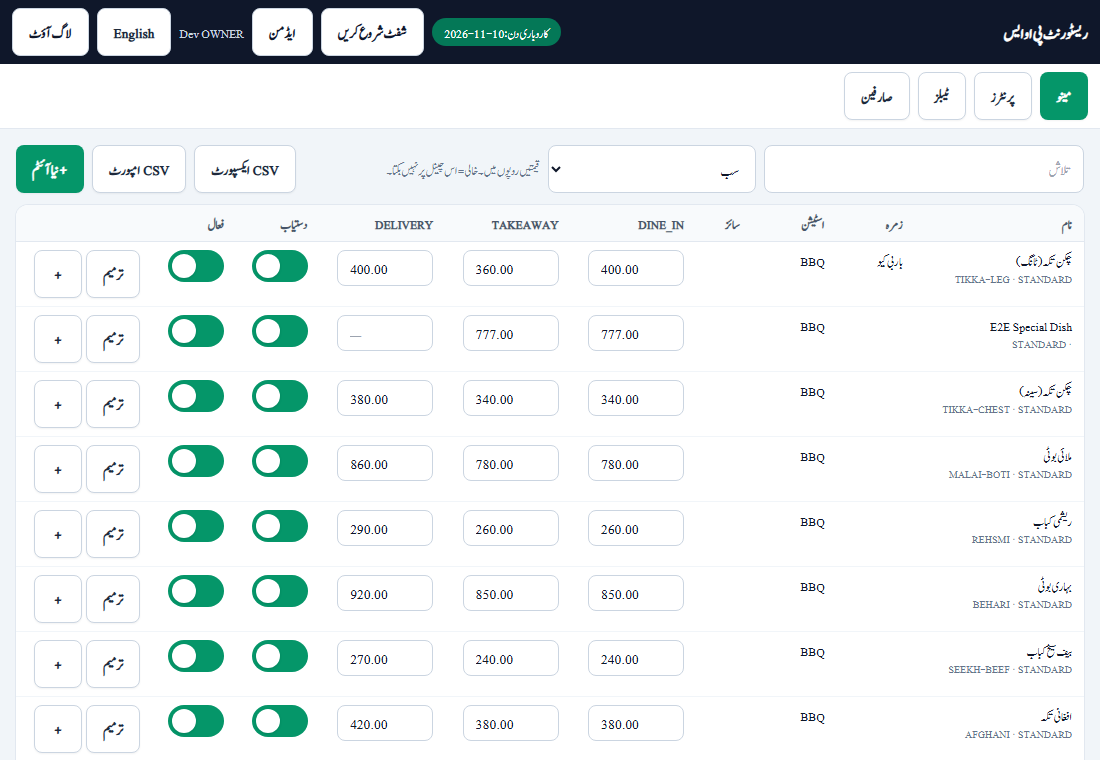 ریسٹورنٹ پی او ایس
کاروباری دن: 10-11-2026
شفٹ شروع کریں
ایڈمن
Dev OWNER
English
لاگ آؤٹ
مینو
پرنٹرز
ٹیبلز
صارفین
تلاش
سب
قیمتیں روپوں میں۔ خالی = اس چینل پر نہیں بکتا۔
CSV ایکسپورٹ
CSV امپورٹ
+ نیا آئٹم
نام زمرہ اسٹیشن سائز DINE_IN TAKEAWAY DELIVERY دستیاب فعال
چکن تکہ (ٹانگ) باربی کیو BBQ 400.00 360.00 400.00 ترمیم +
TIKKA-LEG · STANDARD
E2E Special Dish BBQ 777.00 777.00 — ترمیم +
STANDARD ·
چکن تکہ (سینہ) BBQ 340.00 340.00 380.00 ترمیم +
TIKKA-CHEST · STANDARD
ملائی بوٹی BBQ 780.00 780.00 860.00 ترمیم +
MALAI-BOTI · STANDARD
ریشمی کباب BBQ 260.00 260.00 290.00 ترمیم +
REHSMI · STANDARD
بہاری بوٹی BBQ 850.00 850.00 920.00 ترمیم +
BEHARI · STANDARD
بیف سیخ کباب BBQ 240.00 240.00 270.00 ترمیم +
SEEKH-BEEF · STANDARD
افغانی تکہ BBQ 380.00 380.00 420.00 ترمیم +
AFGHANI · STANDARD